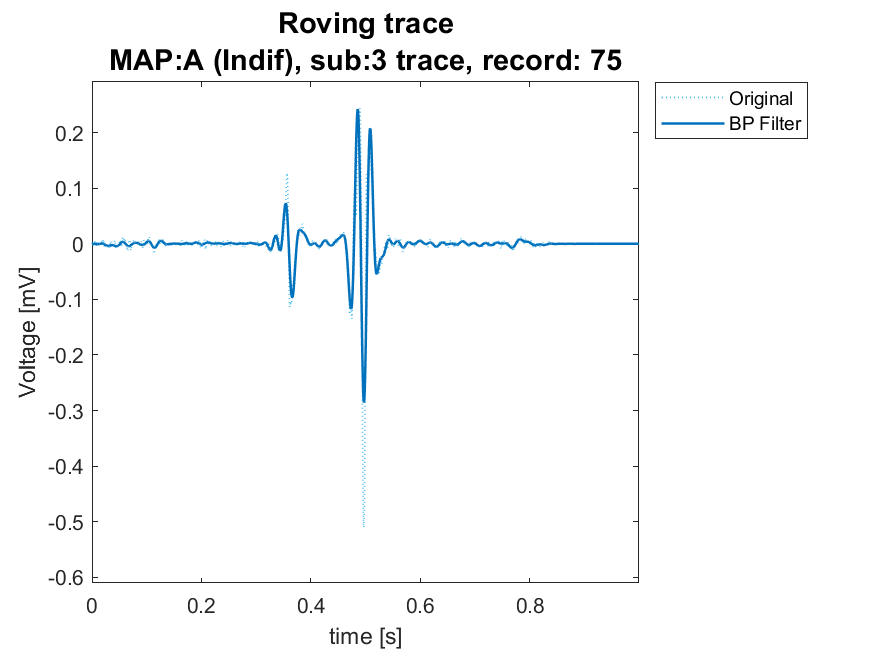 Roving trace
MAP:A (Indif), sub:3 trace, record: 75
Original
BP Filter
0.2
0.1
0
-0.1
-0.2
-0.3
-0.4
-0.5
-0.6
Voltage [mV]
0 0.2 0.4 0.6 0.8
time [s]